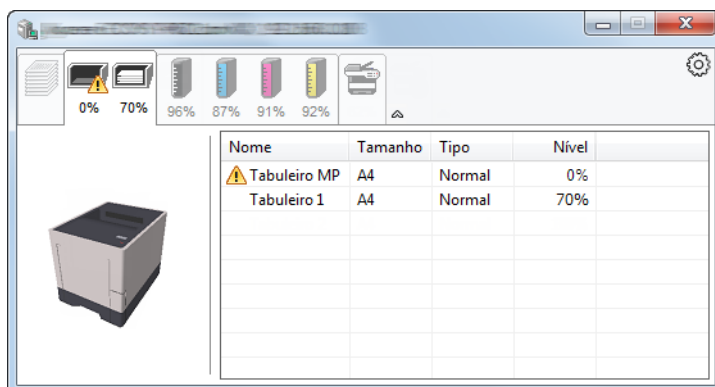 0% 70% 96% 87% 91% 92%
Nome Tamanho Tipo Nível
Tabuleiro MP A4 Normal 0%
Tabuleiro 1 A4 Normal 70%